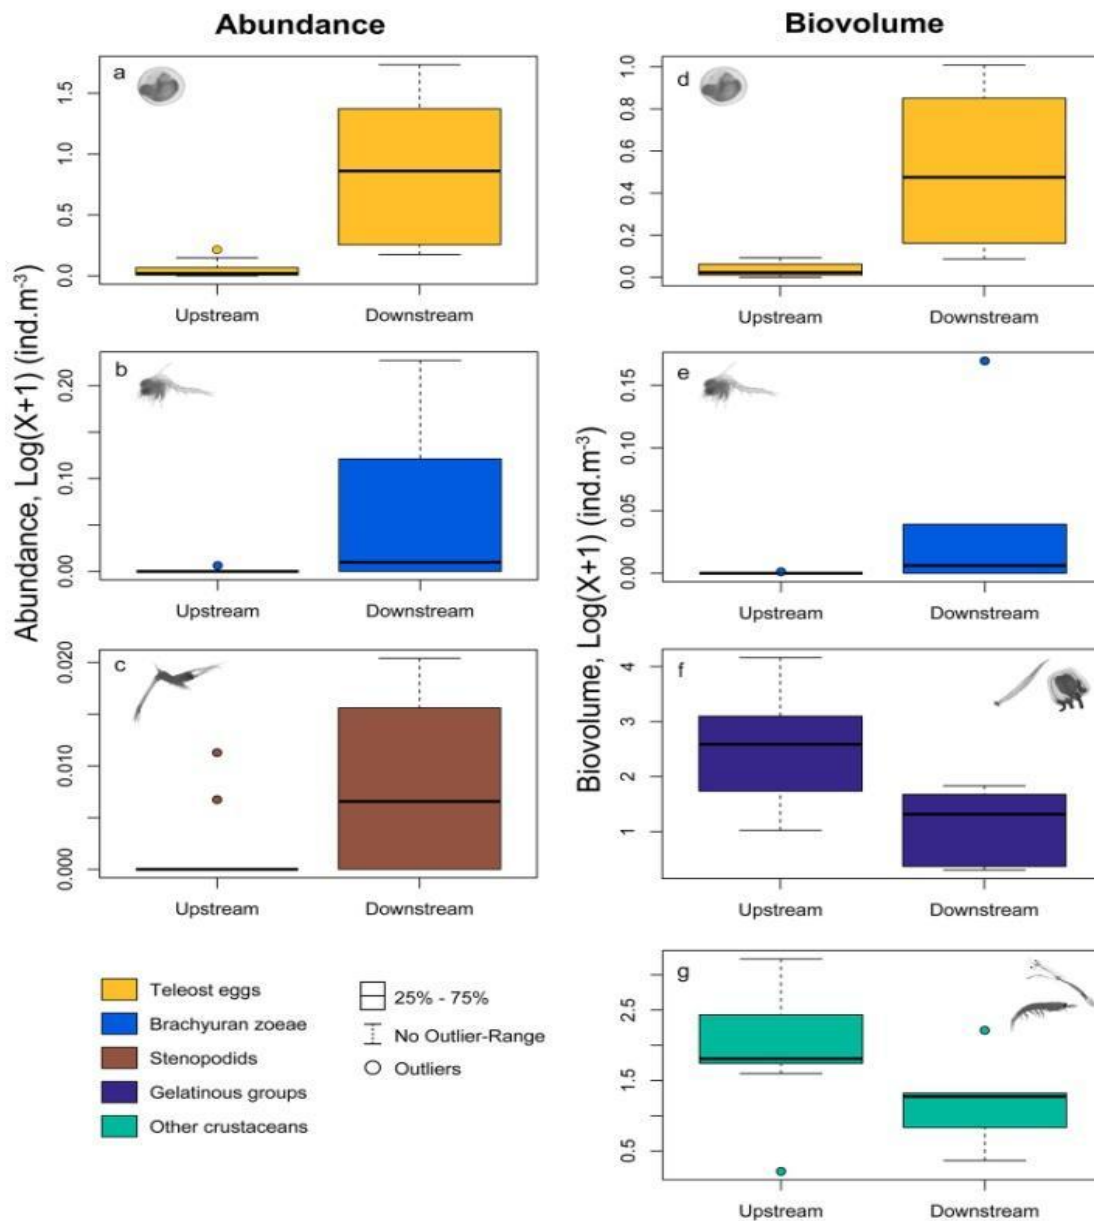 Abundance
Biovolume
Abundance, Log(X+1) (ind.m-3)
a
1.5
1.0
0.5
0.0
Upstream Downstream
b
0.20
0.10
0.00
Upstream Downstream
c
0.020
0.010
0.000
Upstream Downstream
Biovolume, Log(X+1) (ind.m-3)
d
1.0
0.8
0.6
0.4
0.2
0.0
Upstream Downstream
e
0.15
0.10
0.05
0.00
Upstream Downstream
f
4
3
2
1
Upstream Downstream
g
2.5
1.5
0.5
Upstream Downstream
Teleost eggs
Brachyuran zoeae
Stenopodids
Gelatinous groups
Other crustaceans
25% - 75%
No Outlier-Range
Outliers